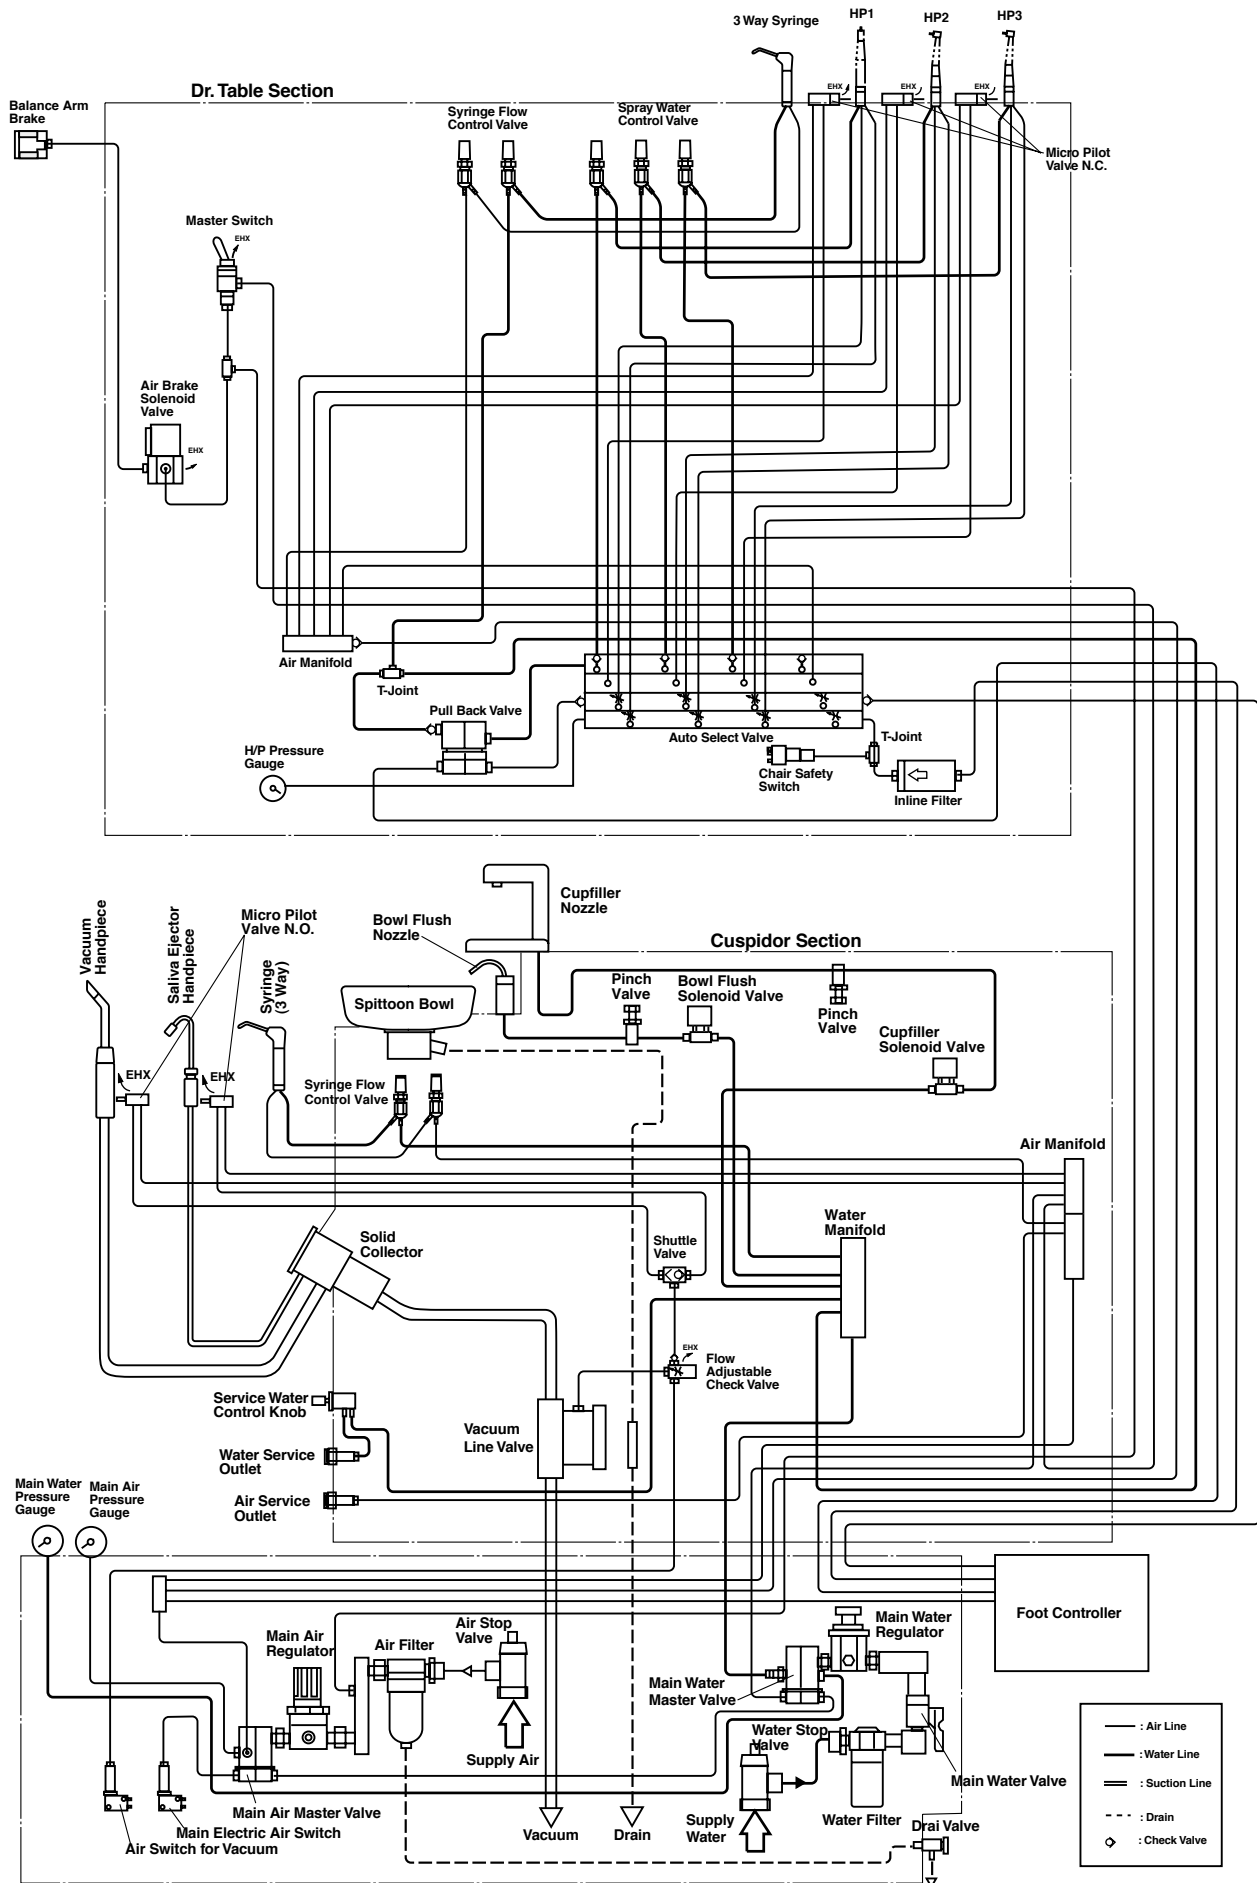 3 Way Syringe
HP1
HP2
HP3
Dr. Table Section
EHX
EHX
EHX
Balance Arm
Brake
Syringe Flow
Control Valve
Spray Water
Control Valve
Micro Pilot
Valve N.C.
Master Switch
EHX
Air Brake
Solenoid
Valve
EHX
Air Manifold
T-Joint
Pull Back Valve
Auto Select Valve
T-Joint
H/P Pressure
Gauge
Chair Safety
Switch
Inline Filter
Cupfiller
Nozzle
Bowl Flush
Nozzle
Cuspidor Section
Vacuum
Handpiece
Saliva Ejector
Handpiece
Micro Pilot
Valve N.O.
Syringe
(3 Way)
Spittoon Bowl
Pinch
Valve
Bowl Flush
Solenoid Valve
Pinch
Valve
Cupfiller
Solenoid Valve
EHX
EHX
Syringe Flow
Control Valve
Air Manifold
Water
Manifold
Solid
Collector
Shuttle
Valve
EHX
Flow
Adjustable
Check Valve
Service Water
Control Knob
Vacuum
Line Valve
Water Service
Outlet
Air Service
Outlet
Main Water
Pressure
Gauge
Main Air
Pressure
Gauge
Foot Controller
Main Air
Regulator
Air Filter
Air Stop
Valve
Main Water
Regulator
Main Water
Master Valve
Supply Air
Water Stop
Valve
Main Water Valve
Main Air Master Valve
Main Electric Air Switch
Air Switch for Vacuum
Vacuum
Drain
Supply
Water
Water Filter
Drai Valve
: Air Line
: Water Line
: Suction Line
: Drain
: Check Valve